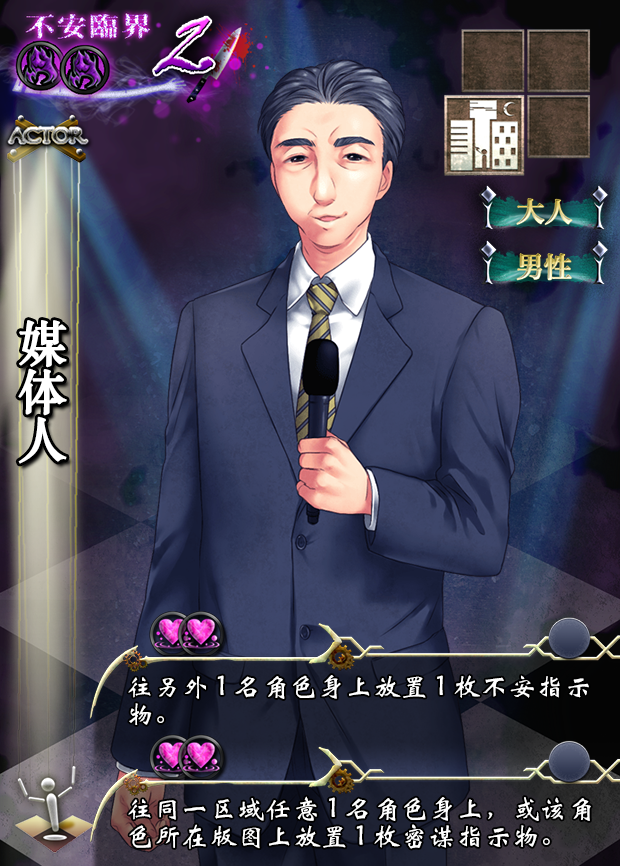 不安臨界
2
ACTOR
大人
男性
媒体人
往另外1名角色身上放置1枚不安指示
物。
往同一区域任意1名角色身上，或该角
色所在版图上放置1枚密谋指示物。